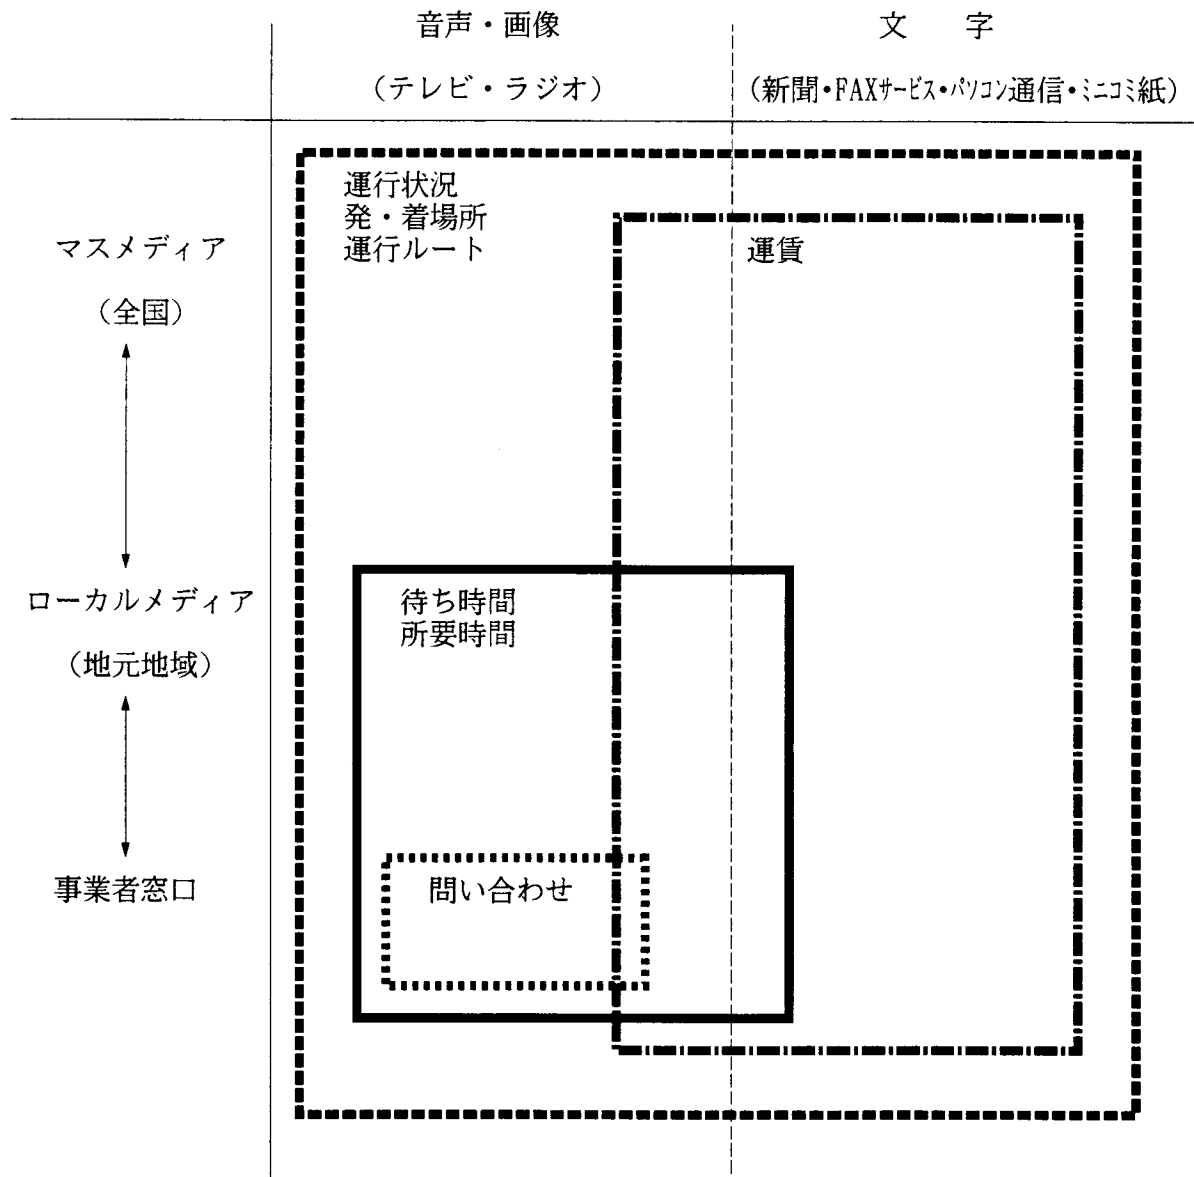 音声・画像
文　字
（テレビ・ラジオ）
（新聞・FAXサービス・パソコン通信・ミニコミ紙）
運行状況
発・着場所
運行ルート
運賃
マスメディア
（全国）
待ち時間
所要時間
ローカルメディア
（地元地域）
問い合わせ
事業者窓口